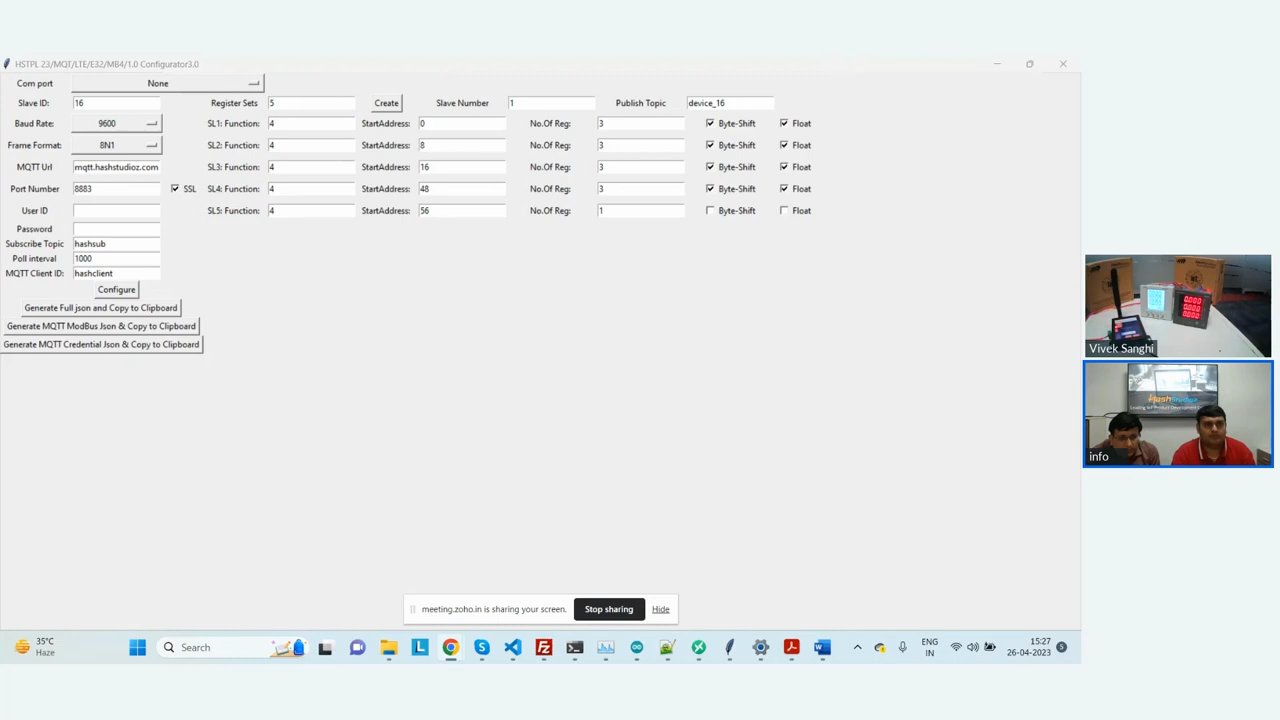 HSTPL 23/MQT/LTE/E32/MB4/1.0 Configurator3.0
Com port None
Slave ID: 16 Register Sets 5 Create Slave Number 1 Publish Topic device_16
Baud Rate: 9600 SL1: Function: 4 StartAddress: 0 No.Of Reg: 3 Byte-Shift Float
Frame Format: 8N1 SL2: Function: 4 StartAddress: 8 No.Of Reg: 3 Byte-Shift Float
MQTT Url mqtt.hashstudioz.com SL3: Function: 4 StartAddress: 16 No.Of Reg: 3 Byte-Shift Float
Port Number 8883 SSL SL4: Function: 4 StartAddress: 48 No.Of Reg: 3 Byte-Shift Float
User ID SL5: Function: 4 StartAddress: 56 No.Of Reg: 1 Byte-Shift Float
Password
Subscribe Topic hashsub
Poll interval 1000
MQTT Client ID: hashclient
Configure
Generate Full json and Copy to Clipboard
Generate MQTT ModBus Json & Copy to Clipboard
Generate MQTT Credential Json & Copy to Clipboard
Vivek Sanghi
HashStudioz
info
meeting.zoho.in is sharing your screen. Stop sharing Hide
35°C
Haze
Search
ENG
IN
15:27
26-04-2023
5